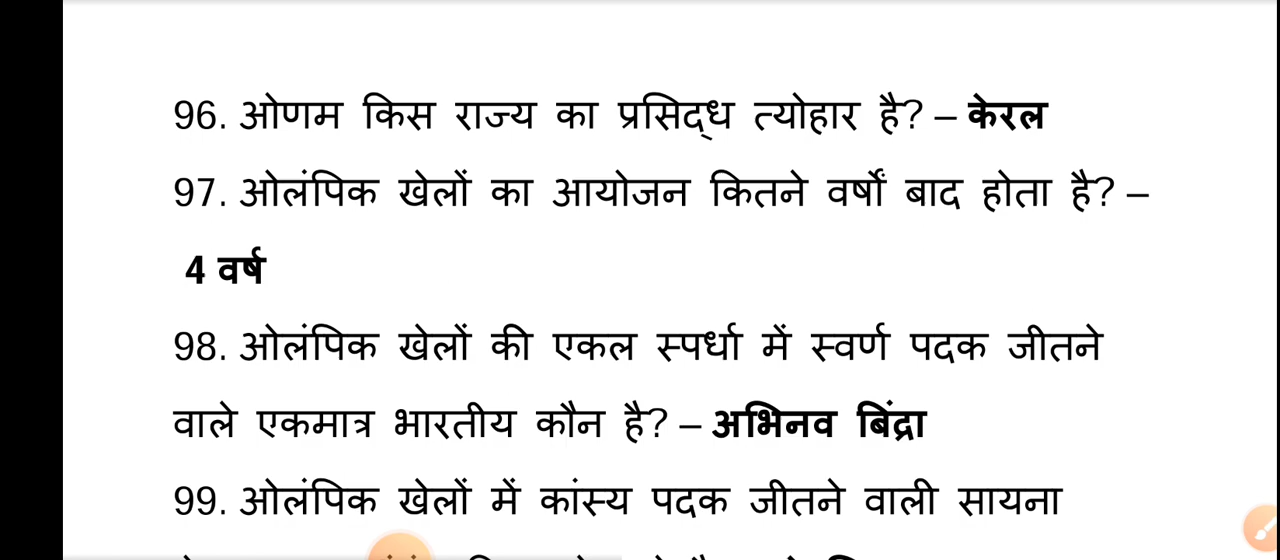 96. ओणम किस राज्य का प्रसिद्ध त्योहार है? – केरल
97. ओलंपिक खेलों का आयोजन कितने वर्षों बाद होता है? –
4 वर्ष
98. ओलंपिक खेलों की एकल स्पर्धा में स्वर्ण पदक जीतने
वाले एकमात्र भारतीय कौन है? – अभिनव बिंद्रा
99. ओलंपिक खेलों में कांस्य पदक जीतने वाली सायना